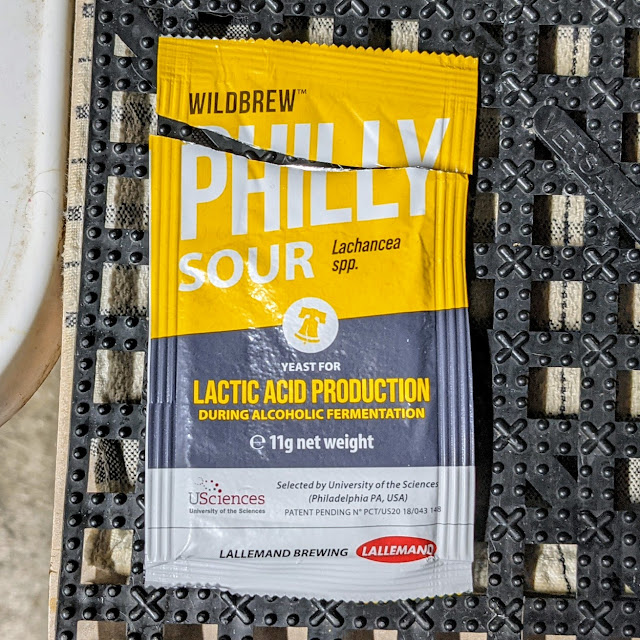 WILDBREW™
PHILLY
SOUR
Lachancea
spp.
YEAST FOR
LACTIC ACID PRODUCTION
DURING ALCOHOLIC FERMENTATION
℮ 11g net weight
USciences
University of the Sciences
Selected by University of the Sciences
(Philadelphia PA, USA)
PATENT PENDING N° PCT/US20 18/043 148
LALLEMAND BREWING
LALLEMAND